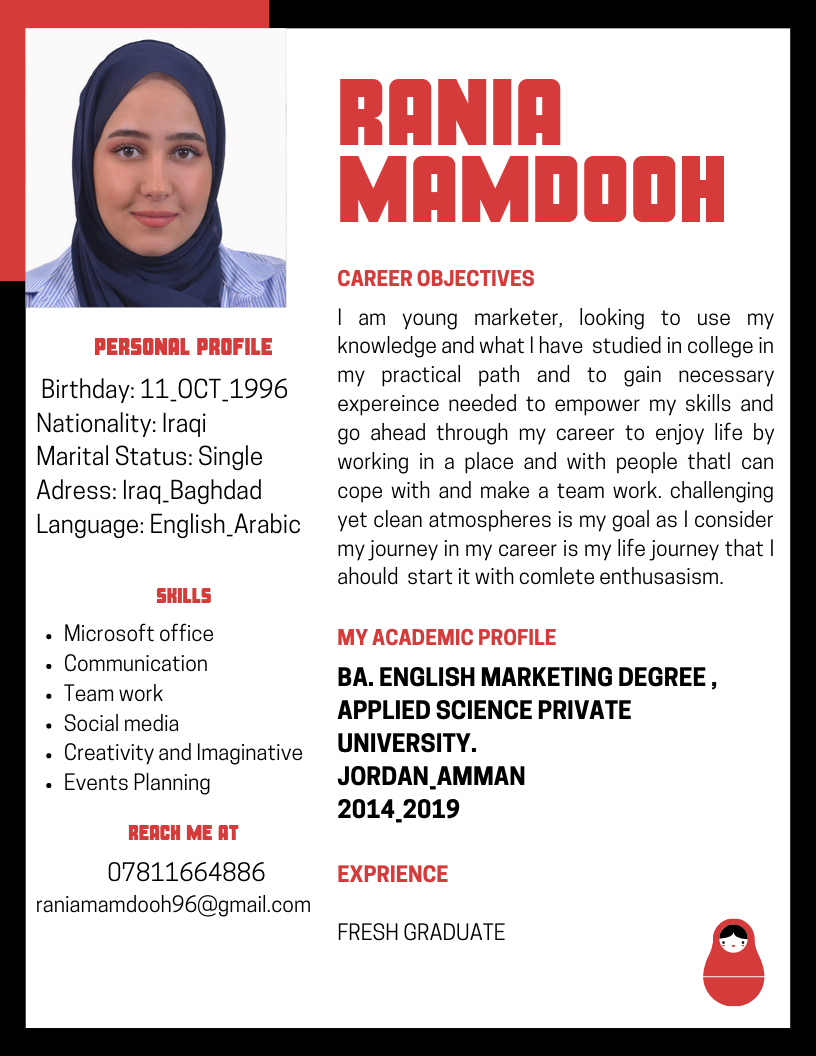 RANIA
MAMDOOH
CAREER OBJECTIVES
I am young marketer, looking to use my
knowledge and what I have studied in college in
my practical path and to gain necessary
expereince needed to empower my skills and
go ahead through my career to enjoy life by
working in a place and with people thatI can
cope with and make a team work. challenging
yet clean atmospheres is my goal as I consider
my journey in my career is my life journey that I
ahould start it with comlete enthusasism.
MY ACADEMIC PROFILE
BA. ENGLISH MARKETING DEGREE ,
APPLIED SCIENCE PRIVATE
UNIVERSITY.
JORDAN_AMMAN
2014_2019
EXPRIENCE
FRESH GRADUATE
PERSONAL PROFILE
Birthday: 11_OCT_1996
Nationality: Iraqi
Marital Status: Single
Adress: Iraq_Baghdad
Language: English_Arabic
SKILLS
• Microsoft office
• Communication
• Team work
• Social media
• Creativity and Imaginative
• Events Planning
REACH ME AT
07811664886
raniamamdooh96@gmail.com